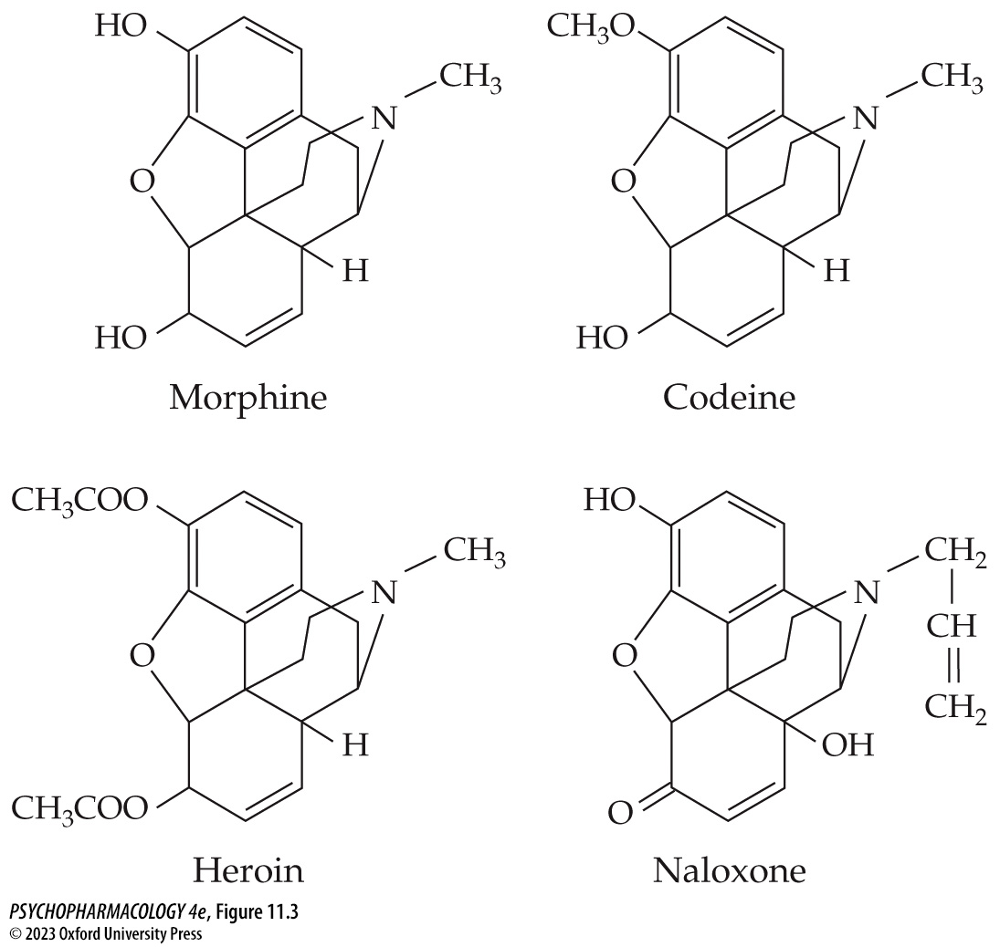 HO
CH₃
N
O
H
HO
Morphine
CH₃O
CH₃
N
O
H
HO
Codeine
CH₃COO
CH₃
N
O
H
CH₃COO
Heroin
HO
CH₂
N
CH
O
CH₂
OH
O
Naloxone
PSYCHOPHARMACOLOGY 4e, Figure 11.3
© 2023 Oxford University Press